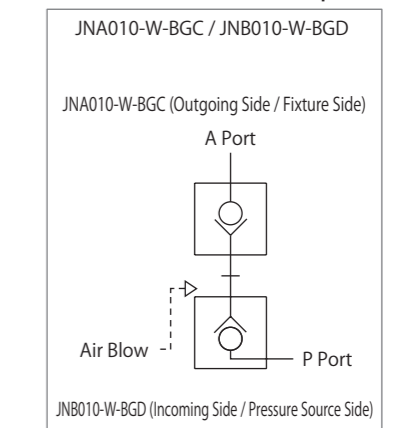 JNA010-W-BGC / JNB010-W-BGD
JNA010-W-BGC (Outgoing Side / Fixture Side)
A Port
Air Blow
P Port
JNB010-W-BGD (Incoming Side / Pressure Source Side)